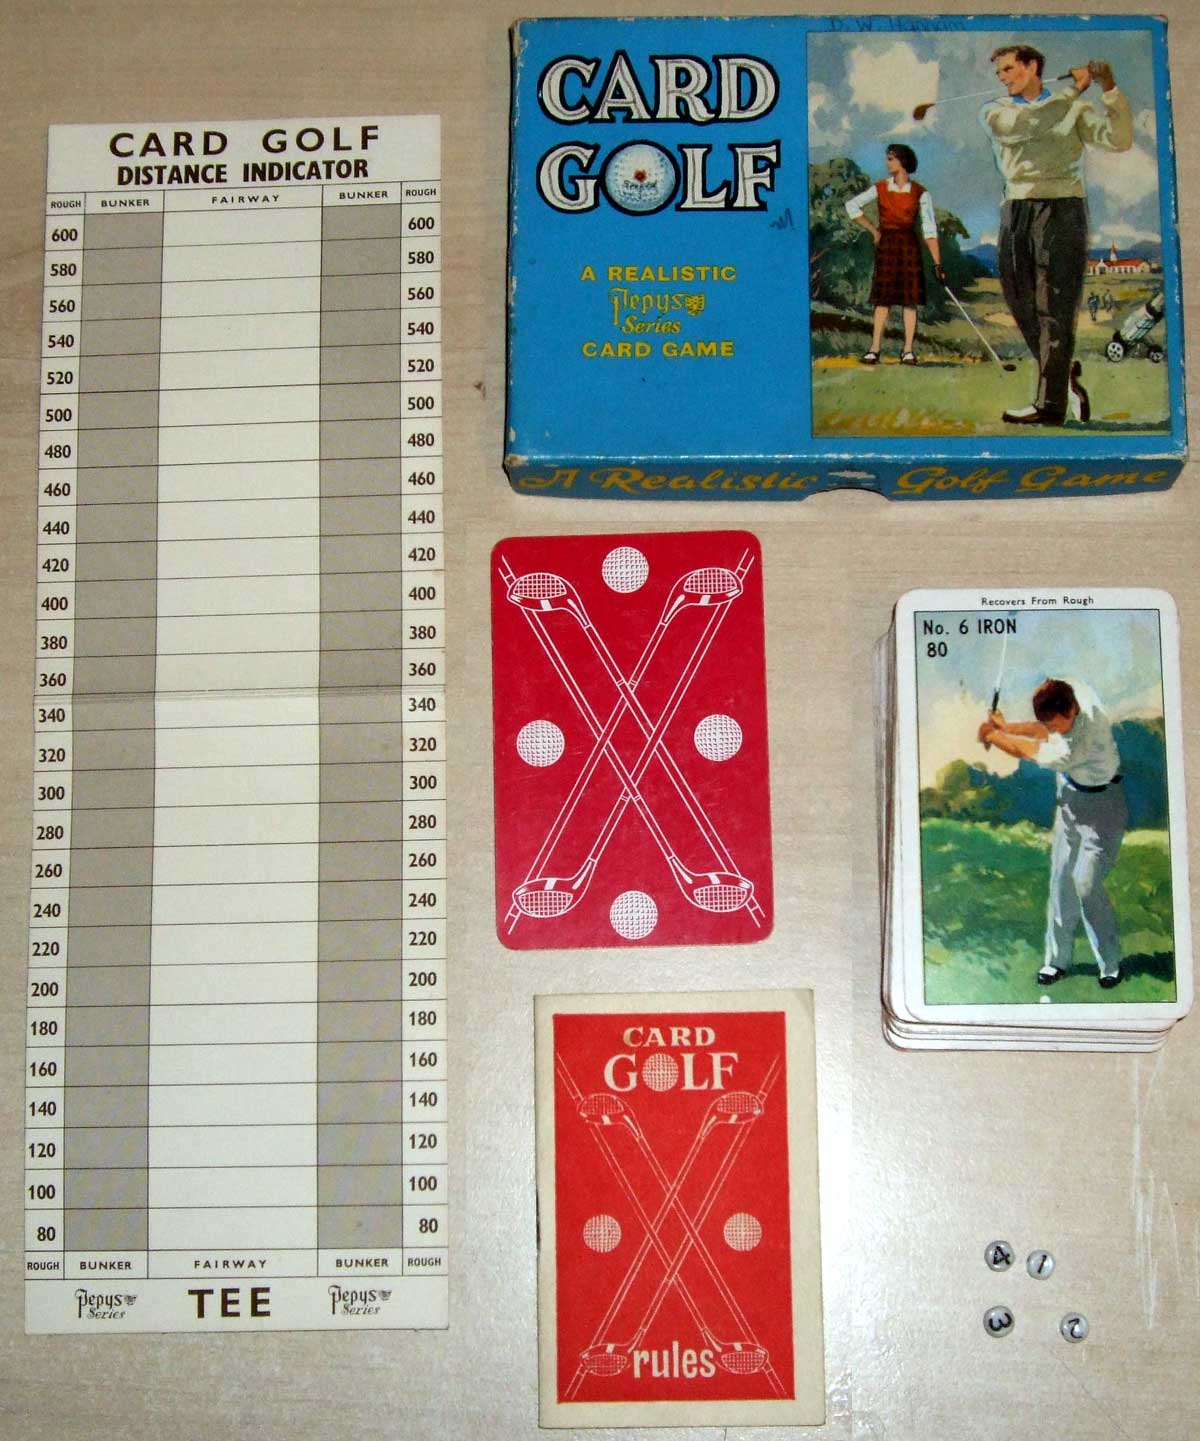 CARD GOLF
DISTANCE INDICATOR
ROUGH BUNKER FAIRWAY BUNKER ROUGH
600 600
580 580
560 560
540 540
520 520
500 500
480 480
460 460
440 440
420 420
400 400
380 380
360 360
340 340
320 320
300 300
280 280
260 260
240 240
220 220
200 200
180 180
160 160
140 140
120 120
100 100
80 80
ROUGH BUNKER FAIRWAY BUNKER ROUGH
Pepys Series TEE Pepys Series
D. W. Hannam
CARD
GOLF
A REALISTIC
Pepys
Series
CARD GAME
A Realistic Golf Game
Recovers From Rough
No. 6 IRON
80
CARD
GOLF
rules
4 1
3 2